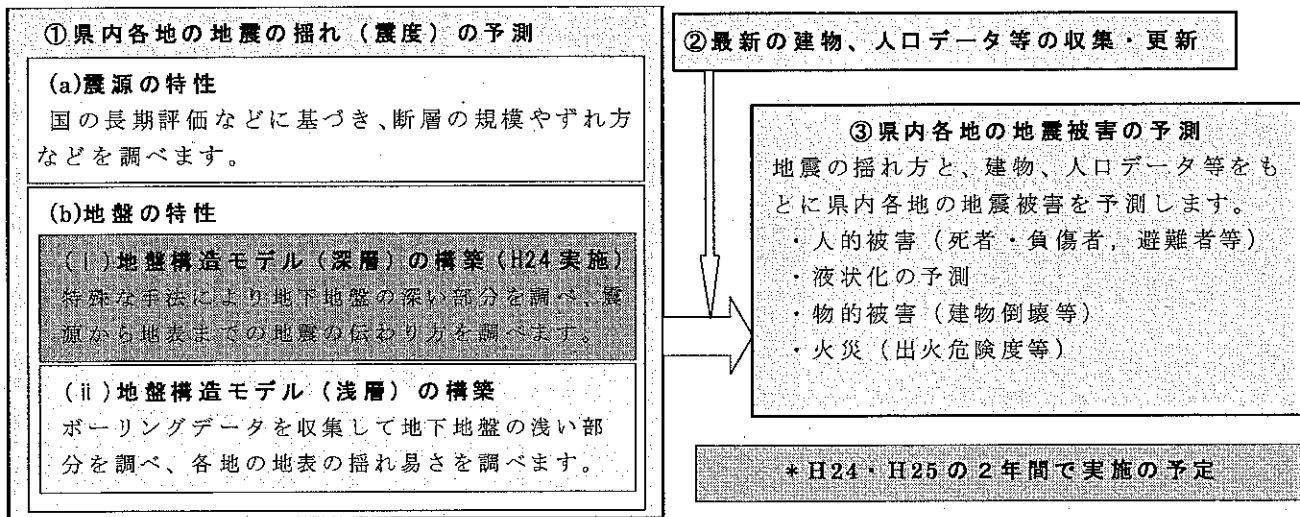 ①県内各地の地震の揺れ（震度）の予測
(a)震源の特性
国の長期評価などに基づき、断層の規模やずれ方
などを調べます。
(b)地盤の特性
(ⅰ)地盤構造モデル（深層）の構築（H24実施）
特殊な手法により地下地盤の深い部分を調べ、震
源から地表までの地震の伝わり方を調べます。
(ⅱ)地盤構造モデル（浅層）の構築
ボーリングデータを収集して地下地盤の浅い部
分を調べ、各地の地表の揺れ易さを調べます。
②最新の建物、人口データ等の収集・更新
③県内各地の地震被害の予測
地震の揺れ方と、建物、人口データ等をも
とに県内各地の地震被害を予測します。
・人的被害（死者・負傷者，避難者等）
・液状化の予測
・物的被害（建物倒壊等）
・火災（出火危険度等）
＊H24・H25の２年間で実施の予定